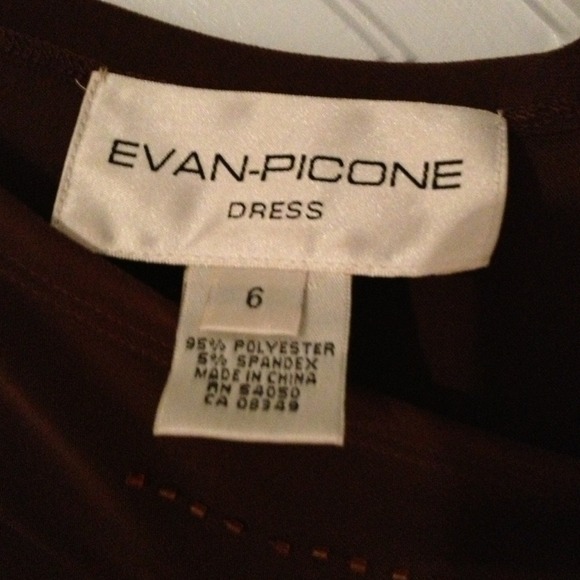 EVAN-PICONE
DRESS
6
95% POLYESTER
5% SPANDEX
MADE IN CHINA
RN 54050
CA 08349